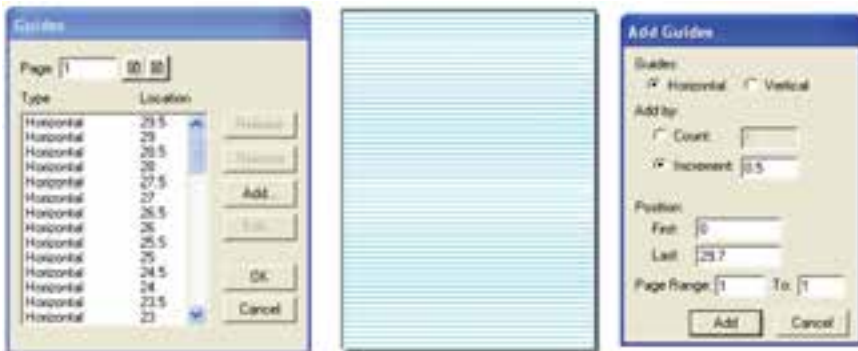 Guides
Page: 1
Type Location
Horizontal 29.5
Horizontal 29
Horizontal 28.5
Horizontal 28
Horizontal 27.5
Horizontal 27
Horizontal 26.5
Horizontal 26
Horizontal 25.5
Horizontal 25
Horizontal 24.5
Horizontal 24
Horizontal 23.5
Horizontal 23
Release
Add...
Edit...
OK
Cancel
Add Guides
Guides:
Horizontal Vertical
Add by:
Count:
Increment: 0.5
Position:
First: 0
Last: 29.7
Page Range: 1 To: 1
Add Cancel